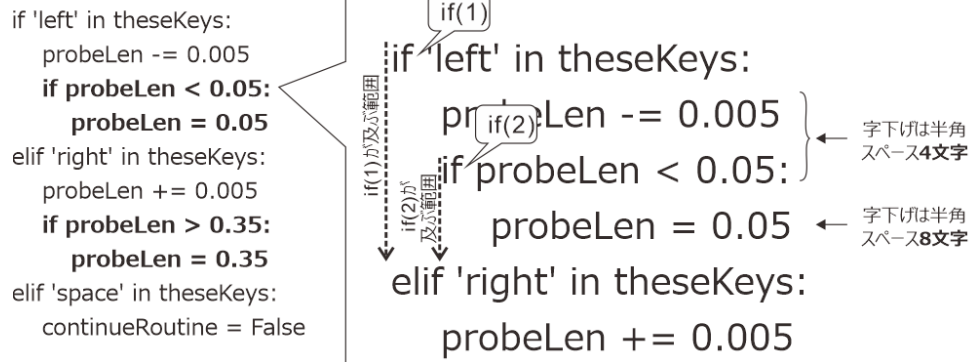 if 'left' in theseKeys:
probeLen -= 0.005
if probeLen < 0.05:
probeLen = 0.05
elif 'right' in theseKeys:
probeLen += 0.005
if probeLen > 0.35:
probeLen = 0.35
elif 'space' in theseKeys:
continueRoutine = False
if(1)
if 'left' in theseKeys:
probeLen -= 0.005
if(2)
if probeLen < 0.05:
probeLen = 0.05
elif 'right' in theseKeys:
probeLen += 0.005
if(1)が及ぶ範囲
if(2)が
及ぶ範囲
字下げは半角
スペース4文字
字下げは半角
スペース8文字